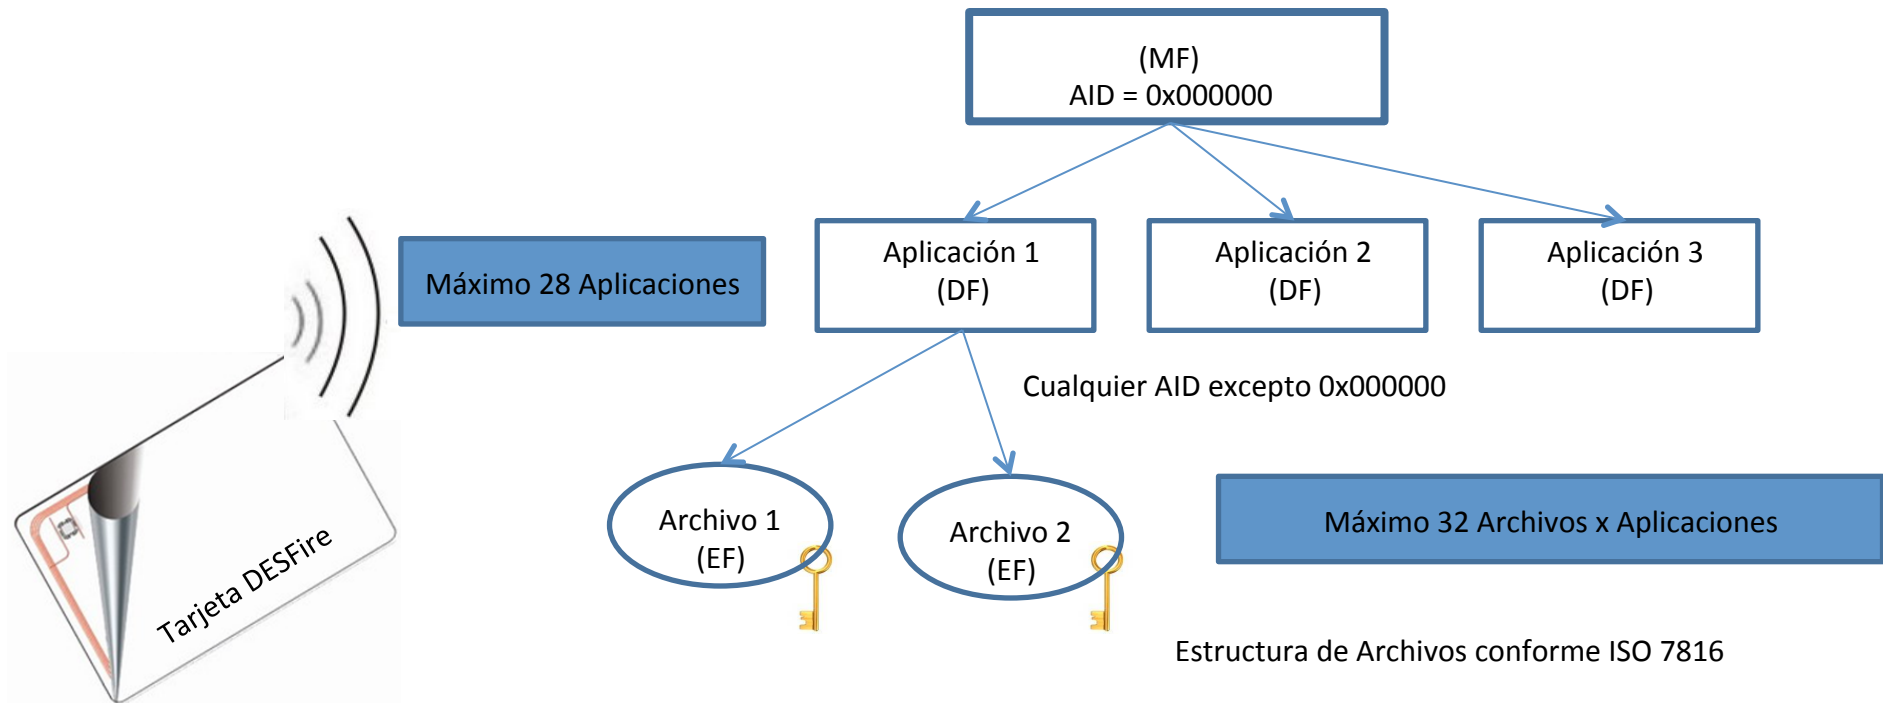 (MF)
AID = 0x000000
Máximo 28 Aplicaciones
Aplicación 1
(DF)
Aplicación 2
(DF)
Aplicación 3
(DF)
Cualquier AID excepto 0x000000
Archivo 1
(EF)
Archivo 2
(EF)
Máximo 32 Archivos x Aplicaciones
Tarjeta DESFire
Estructura de Archivos conforme ISO 7816